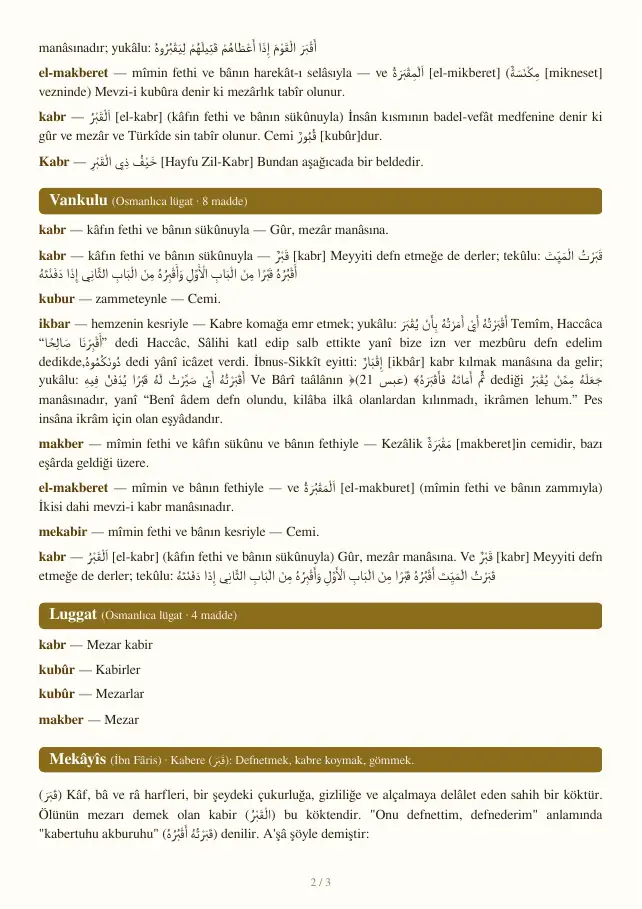 manâsınadır; yukâlu: أَقْبَرَ الْقَوْمَ إِذَا أَعْطَاهُمْ قَتِيلَهُمْ لِيَقْبُرُوهُ
el-makberet — mîmin fethi ve bânın harekât-ı selâsıyla — ve اَلْمِقْبَرَةُ [el-mikberet] (مِكْنَسَةٌ [mikneset]
vezninde) Mevzi-i kubûra denir ki mezârlık tabîr olunur.
kabr — اَلْقَبْرُ [el-kabr] (kâfın fethi ve bânın sükûnuyla) İnsân kısmının badel-vefât medfenine denir ki
gûr ve mezâr ve Türkîde sin tabîr olunur. Cemi قُبُورٌ [kubûr]dur.
Kabr — خَيْفُ ذِي الْقَبْرِ [Hayfu Zil-Kabr] Bundan aşağıcada bir beldedir.
Vankulu (Osmanlıca lügat · 8 madde)
kabr — kâfın fethi ve bânın sükûnuyla — Gûr, mezâr manâsına.
kabr — kâfın fethi ve bânın sükûnuyla — قَبْرٌ [kabr] Meyyiti defn etmeğe de derler; tekûlu: قَبَرْتُ الْمَيِّتَ
أَقْبُرُهُ قَبْرًا مِنَ الْبَابِ الْأَوَّلِ وَأَقْبِرُهُ مِنَ الْبَابِ الثَّانِي إِذَا دَفَنْتَهُ
kubur — zammeteynle — Cemi.
ikbar — hemzenin kesriyle — Kabre komağa emr etmek; yukâlu: أَقْبَرْتُهُ أَيْ أَمَرْتُهُ بِأَنْ يُقْبَرَ Temîm, Haccâca
“أَقْبِرْنَا صَالِحًا” dedi Haccâc, Sâlihi katl edip salb ettikte yanî bize izn ver mezbûru defn edelim
dedikde,دُونَكُمُوهُ dedi yânî icâzet verdi. İbnus-Sikkît eyitti: إِقْبَارٌ [ikbâr] kabr kılmak manâsına da gelir;
yukâlu: أَقْبَرْتُهُ أَيْ صَيَّرْتُ لَهُ قَبْرًا يُدْفَنُ فِيهِ Ve Bârî taâlânın ﴿ثُمَّ أَمَاتَهُ فَأَقْبَرَهُ﴾ (عبس 21) dediği جَعَلَهُ مِمَّنْ يُقْبَرُ
manâsınadır, yanî “Benî âdem defn olundu, kilâba ilkâ olanlardan kılınmadı, ikrâmen lehum.” Pes
insâna ikrâm için olan eşyâdandır.
makber — mîmin fethi ve kâfın sükûnu ve bânın fethiyle — Kezâlik مَقْبَرَةٌ [makberet]in cemidir, bazı
eşârda geldiği üzere.
el-makberet — mîmin ve bânın fethiyle — ve اَلْمَقْبُرَةُ [el-makburet] (mîmin fethi ve bânın zammıyla)
İkisi dahi mevzi-i kabr manâsınadır.
mekabir — mîmin fethi ve bânın kesriyle — Cemi.
kabr — اَلْقَبْرُ [el-kabr] (kâfın fethi ve bânın sükûnuyla) Gûr, mezâr manâsına. Ve قَبْرٌ [kabr] Meyyiti defn
etmeğe de derler; tekûlu: قَبَرْتُ الْمَيِّتَ أَقْبُرُهُ قَبْرًا مِنَ الْبَابِ الْأَوَّلِ وَأَقْبِرُهُ مِنَ الْبَابِ الثَّانِي إِذَا دَفَنْتَهُ
Luggat (Osmanlıca lügat · 4 madde)
kabr — Mezar kabir
kubûr — Kabirler
kubûr — Mezarlar
makber — Mezar
Mekâyîs (İbn Fâris) · Kabere (قَبَرَ): Defnetmek, kabre koymak, gömmek.
(قَبَرَ) Kâf, bâ ve râ harfleri, bir şeydeki çukurluğa, gizliliğe ve alçalmaya delâlet eden sahih bir köktür.
Ölünün mezarı demek olan kabir (الْقَبْرُ) bu köktendir. "Onu defnettim, defnederim" anlamında
"kabertuhu akburuhu" (قَبَرْتُهُ أَقْبُرُهُ) denilir. A'şâ şöyle demiştir:
2 / 3